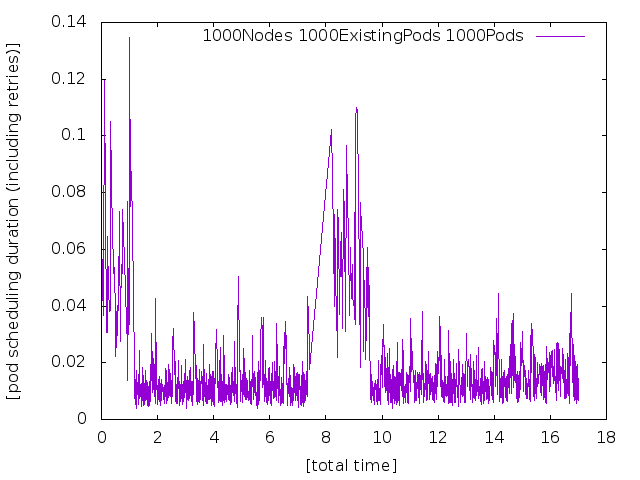 0.14
0.12
0.1
0.08
0.06
0.04
0.02
0
0 2 4 6 8 10 12 14 16 18
1000Nodes 1000ExistingPods 1000Pods
[pod scheduling duration (including retries)]
[total time]